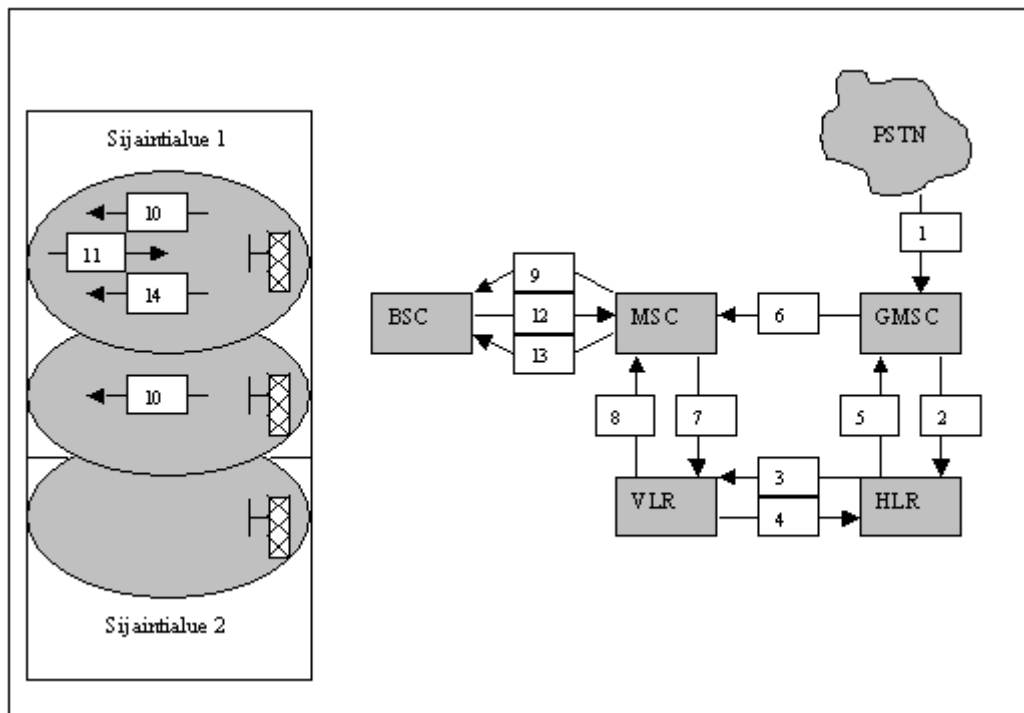 PSTN
Sijaintialue 1
10
1
11
9
14
BSC
12
MSC
6
GMSC
13
10
8
7
5
2
3
VLR
HLR
4
Sijaintialue 2